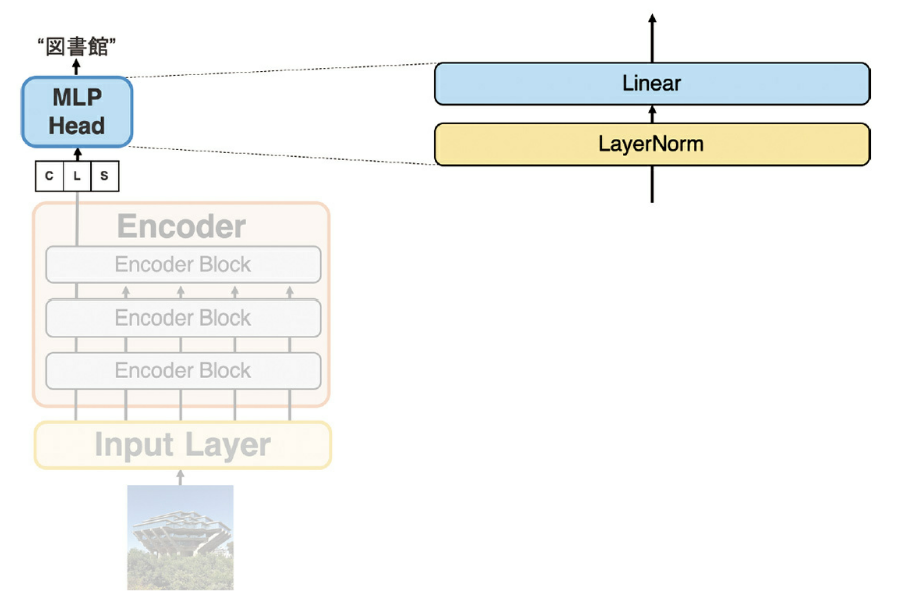 “図書館”
MLP
Head
C L S
Encoder
Encoder Block
Encoder Block
Encoder Block
Input Layer
Linear
LayerNorm